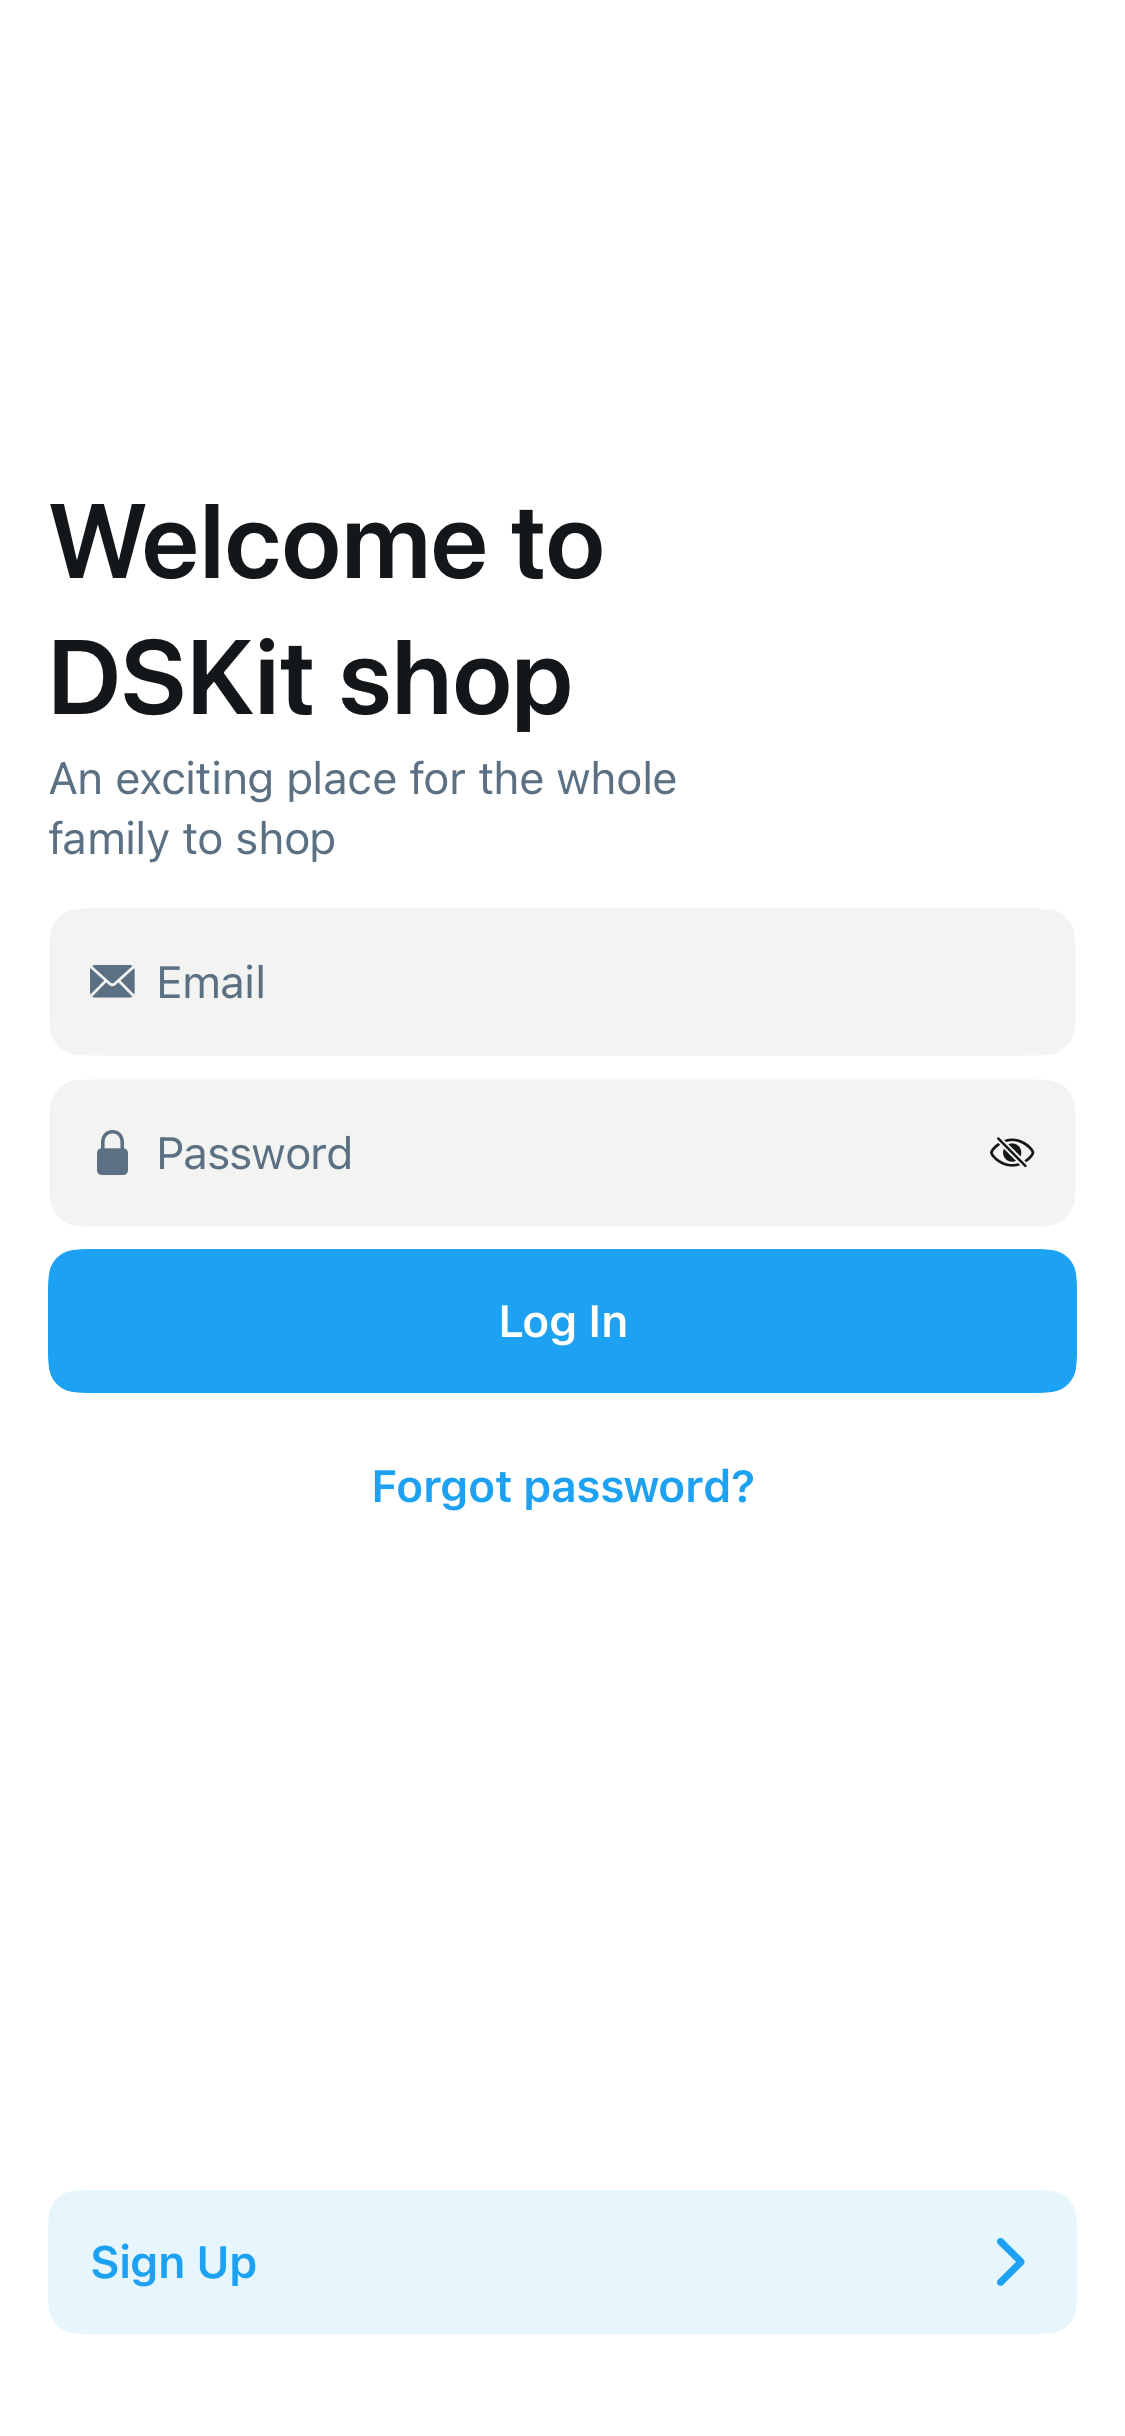 Welcome to
DSKit shop
An exciting place for the whole
family to shop
Email
Password
Log In
Forgot password?
Sign Up